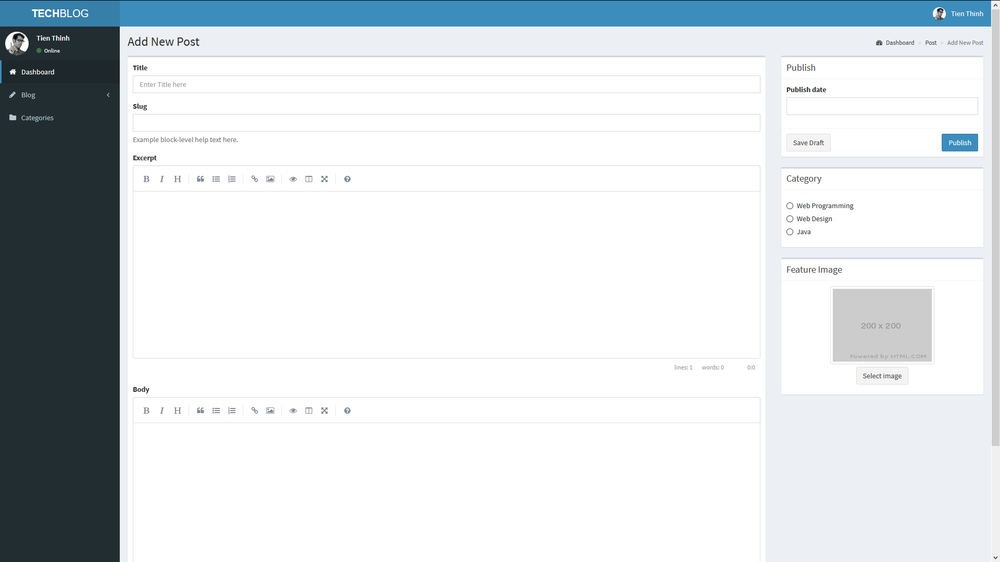 TECHBLOG
Tien Thinh
Tien Thinh
Online
Dashboard
Blog
Categories
Add New Post
Dashboard > Post > Add New Post
Title
Enter Title here
Slug
Example block-level help text here.
Excerpt
B I H
lines: 1 words: 0 0:0
Body
B I H
Publish
Publish date
Save Draft
Publish
Category
Web Programming
Web Design
Java
Feature Image
200 x 200
Powered by HTML.COM
Select image